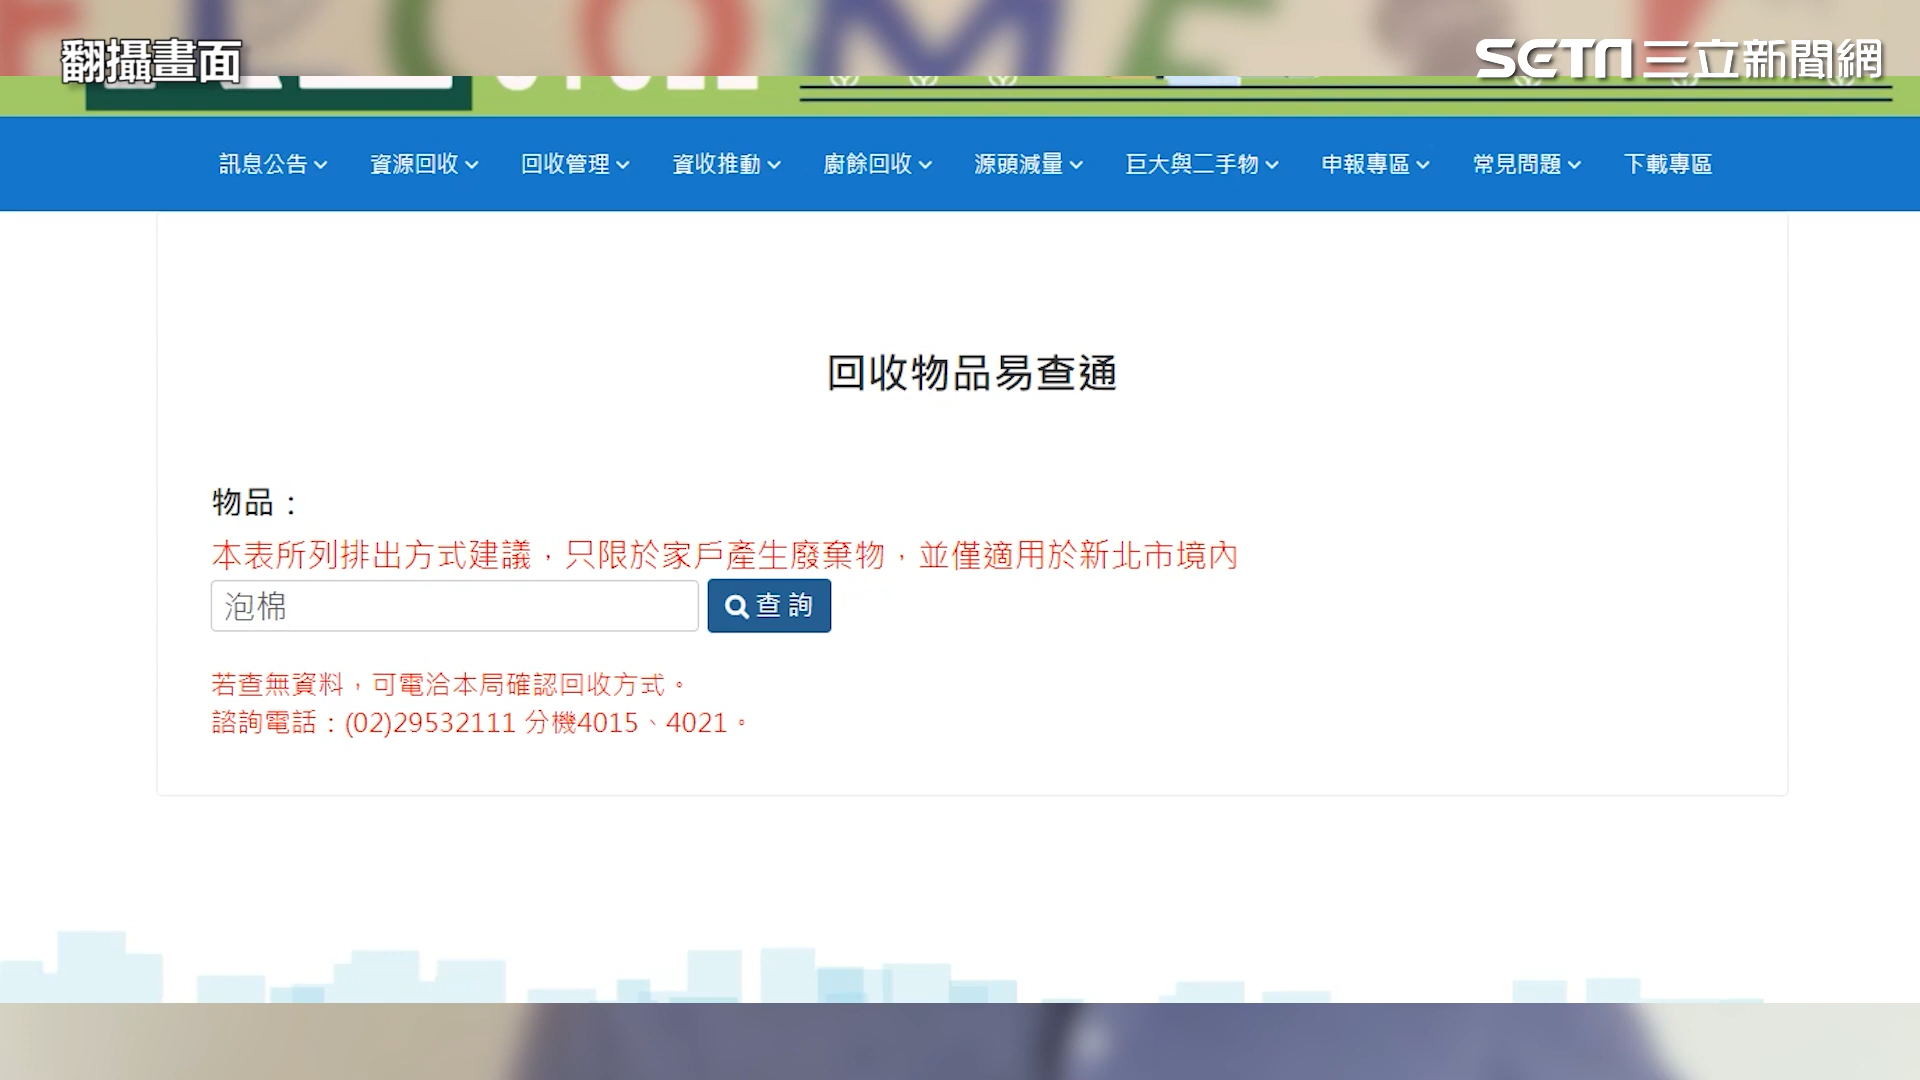 翻攝畫面
SETN三立新聞網
訊息公告 資源回收 回收管理 資收推動 廚餘回收 源頭減量 巨大與二手物 申報專區 常見問題 下載專區
回收物品易查通
物品：
本表所列排出方式建議，只限於家戶產生廢棄物，並僅適用於新北市境內
泡棉 查詢
若查無資料，可電洽本局確認回收方式。
諮詢電話：(02)29532111 分機4015、4021。